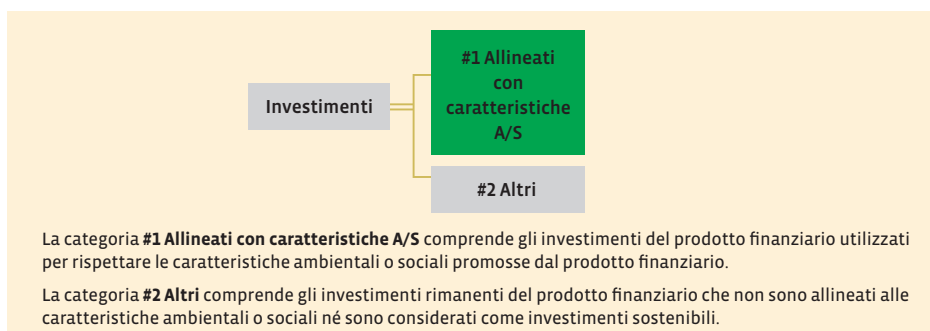 #1 Allineati
con
caratteristiche
A/S
Investimenti
#2 Altri
La categoria #1 Allineati con caratteristiche A/S comprende gli investimenti del prodotto finanziario utilizzati
per rispettare le caratteristiche ambientali o sociali promosse dal prodotto finanziario.
La categoria #2 Altri comprende gli investimenti rimanenti del prodotto finanziario che non sono allineati alle
caratteristiche ambientali o sociali né sono considerati come investimenti sostenibili.